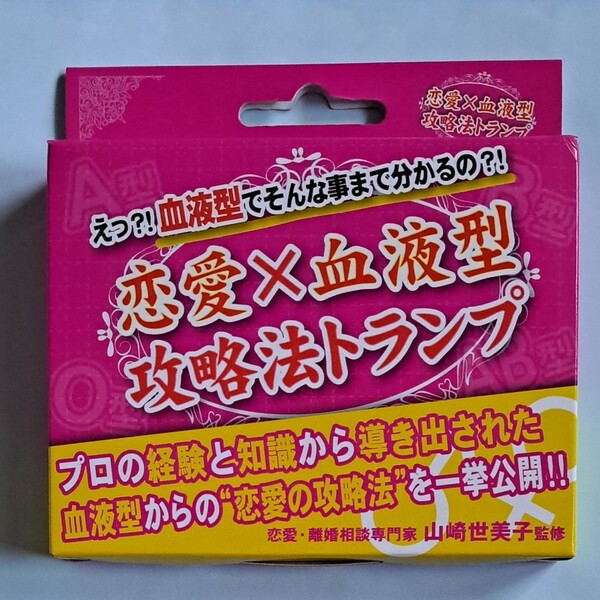 恋愛×血液型
攻略法トランプ
A型
B型
えっ?!血液型でそんな事まで分かるの?!
恋愛×血液型
攻略法トランプ
O型
AB型
プロの経験と知識から導き出された
血液型からの“恋愛の攻略法”を一挙公開!!
恋愛・離婚相談専門家 山崎世美子監修